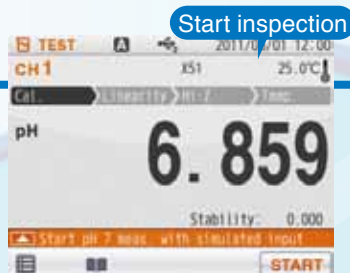 Start inspection
TEST A 2011/0 /01 12:00
CH1 X51 25.0℃
Cal. Linearity Hi-Z Temp.
pH 6.859
Stability: 0.000
Start pH 7 meas. with simulated input
START